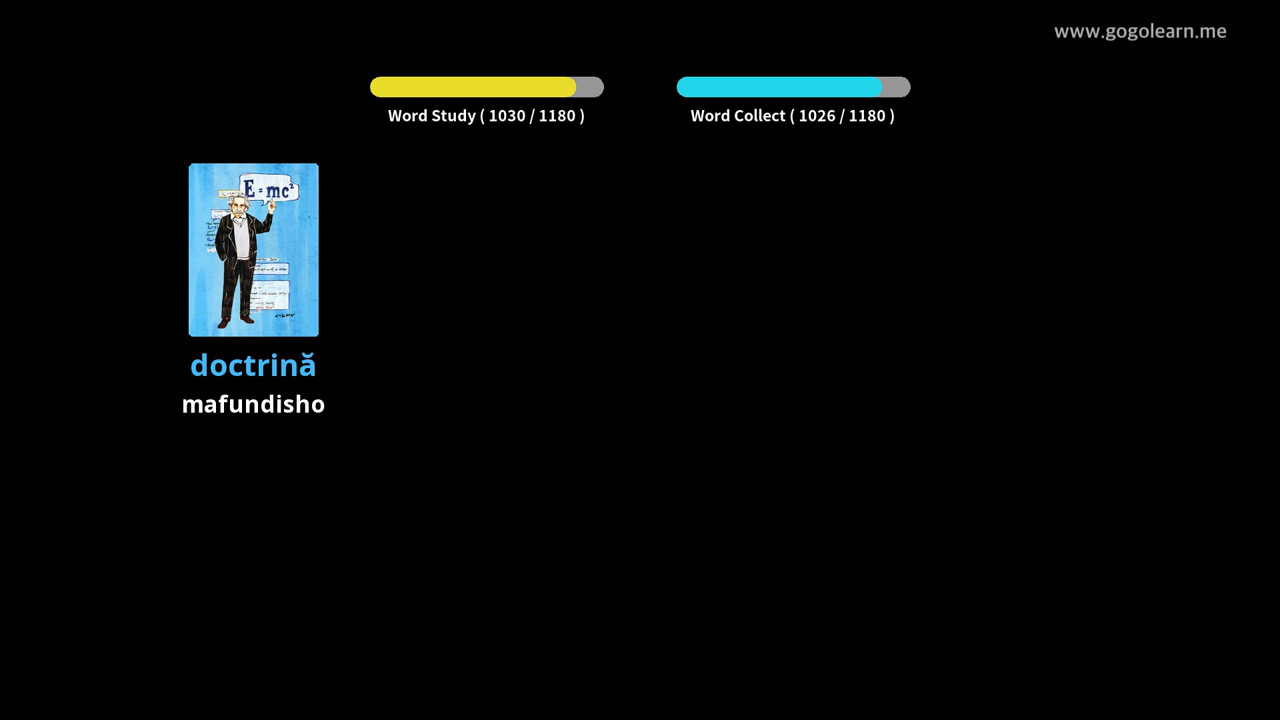 www.gogolearn.me
Word Study ( 1030 / 1180 )
Word Collect ( 1026 / 1180 )
E = mc²
doctrină
mafundisho